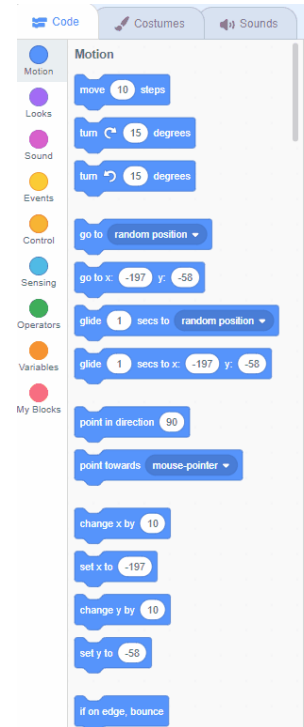 Code Costumes Sounds
Motion
Looks
Sound
Events
Control
Sensing
Operators
Variables
My Blocks
Motion
move 10 steps
turn 15 degrees
turn 15 degrees
go to random position
go to x: -197 y: -58
glide 1 secs to random position
glide 1 secs to x: -197 y: -58
point in direction 90
point towards mouse-pointer
change x by 10
set x to -197
change y by 10
set y to -58
if on edge, bounce